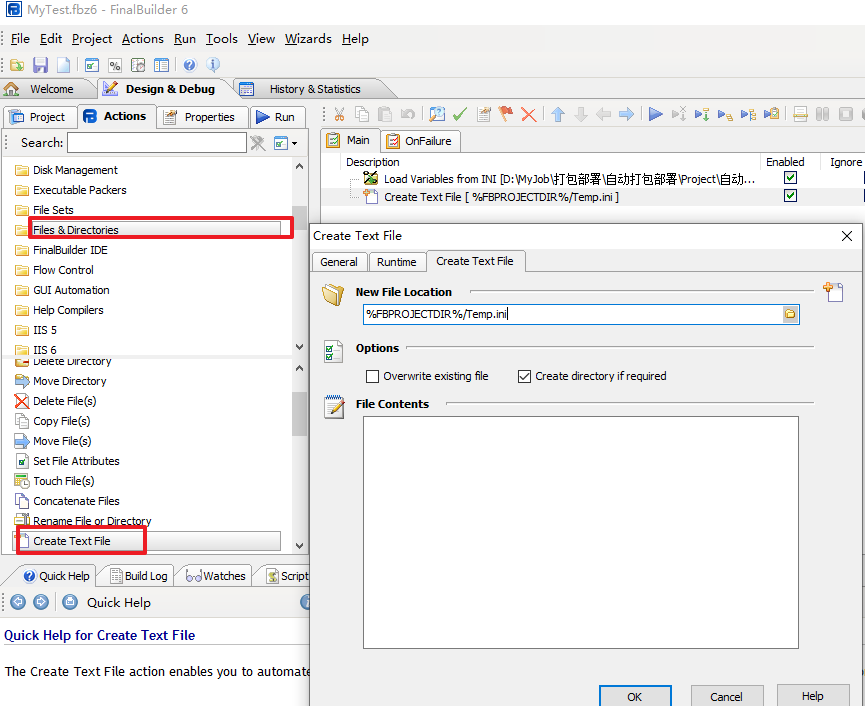 MyTest.fbz6 - FinalBuilder 6
File Edit Project Actions Run Tools View Wizards Help
Welcome Design & Debug History & Statistics
Project Actions Properties Run
Search:
Disk Management
Executable Packers
File Sets
Files & Directories
FinalBuilder IDE
Flow Control
GUI Automation
Help Compilers
IIS 5
IIS 6
Delete Directory
Move Directory
Delete File(s)
Copy File(s)
Move File(s)
Set File Attributes
Touch File(s)
Concatenate Files
Rename File or Directory
Create Text File
Quick Help Build Log Watches Script
Quick Help
Quick Help for Create Text File
The Create Text File action enables you to automate
Main OnFailure
Description Enabled Ignore
Load Variables from INI [D:\MyJob\打包部署\自动打包部署\Project\自动...
Create Text File [ %FBPROJECTDIR%/Temp.ini ]
Create Text File
General Runtime Create Text File
New File Location
%FBPROJECTDIR%/Temp.ini
Options
Overwrite existing file Create directory if required
File Contents
OK Cancel Help